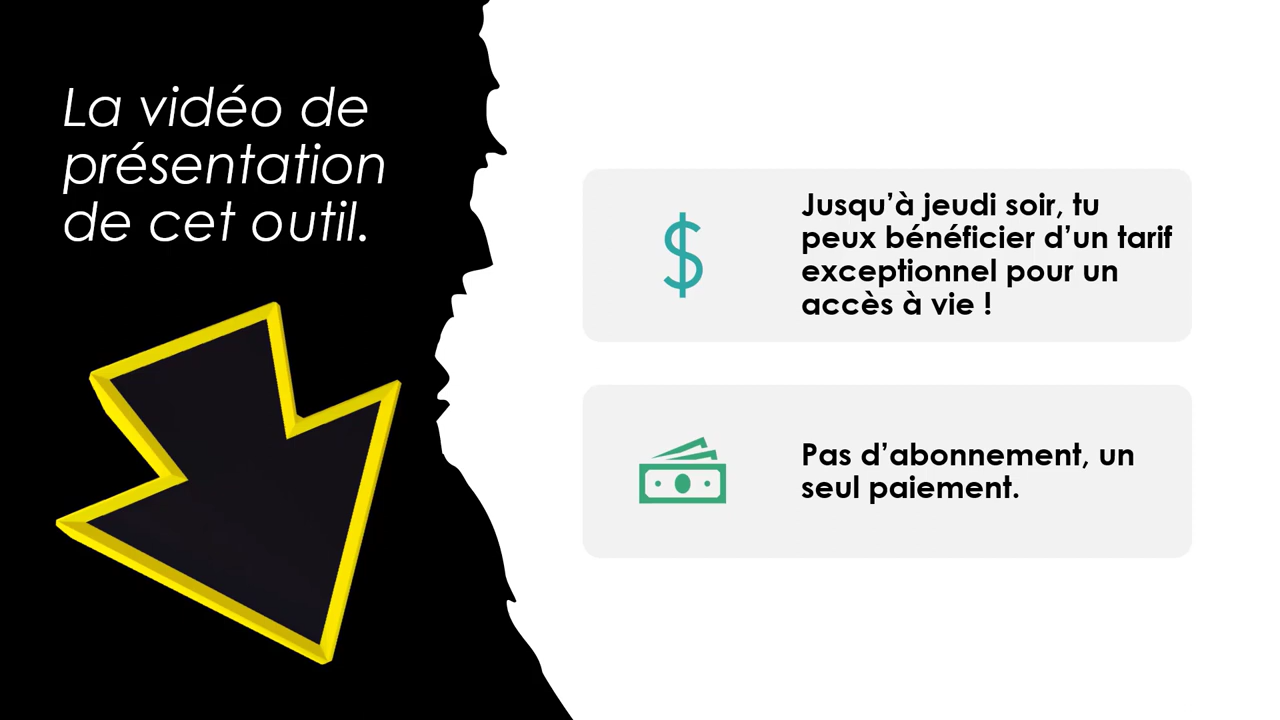 La vidéo de
présentation
de cet outil.
Jusqu’à jeudi soir, tu
peux bénéficier d’un tarif
exceptionnel pour un
accès à vie !
Pas d’abonnement, un
seul paiement.